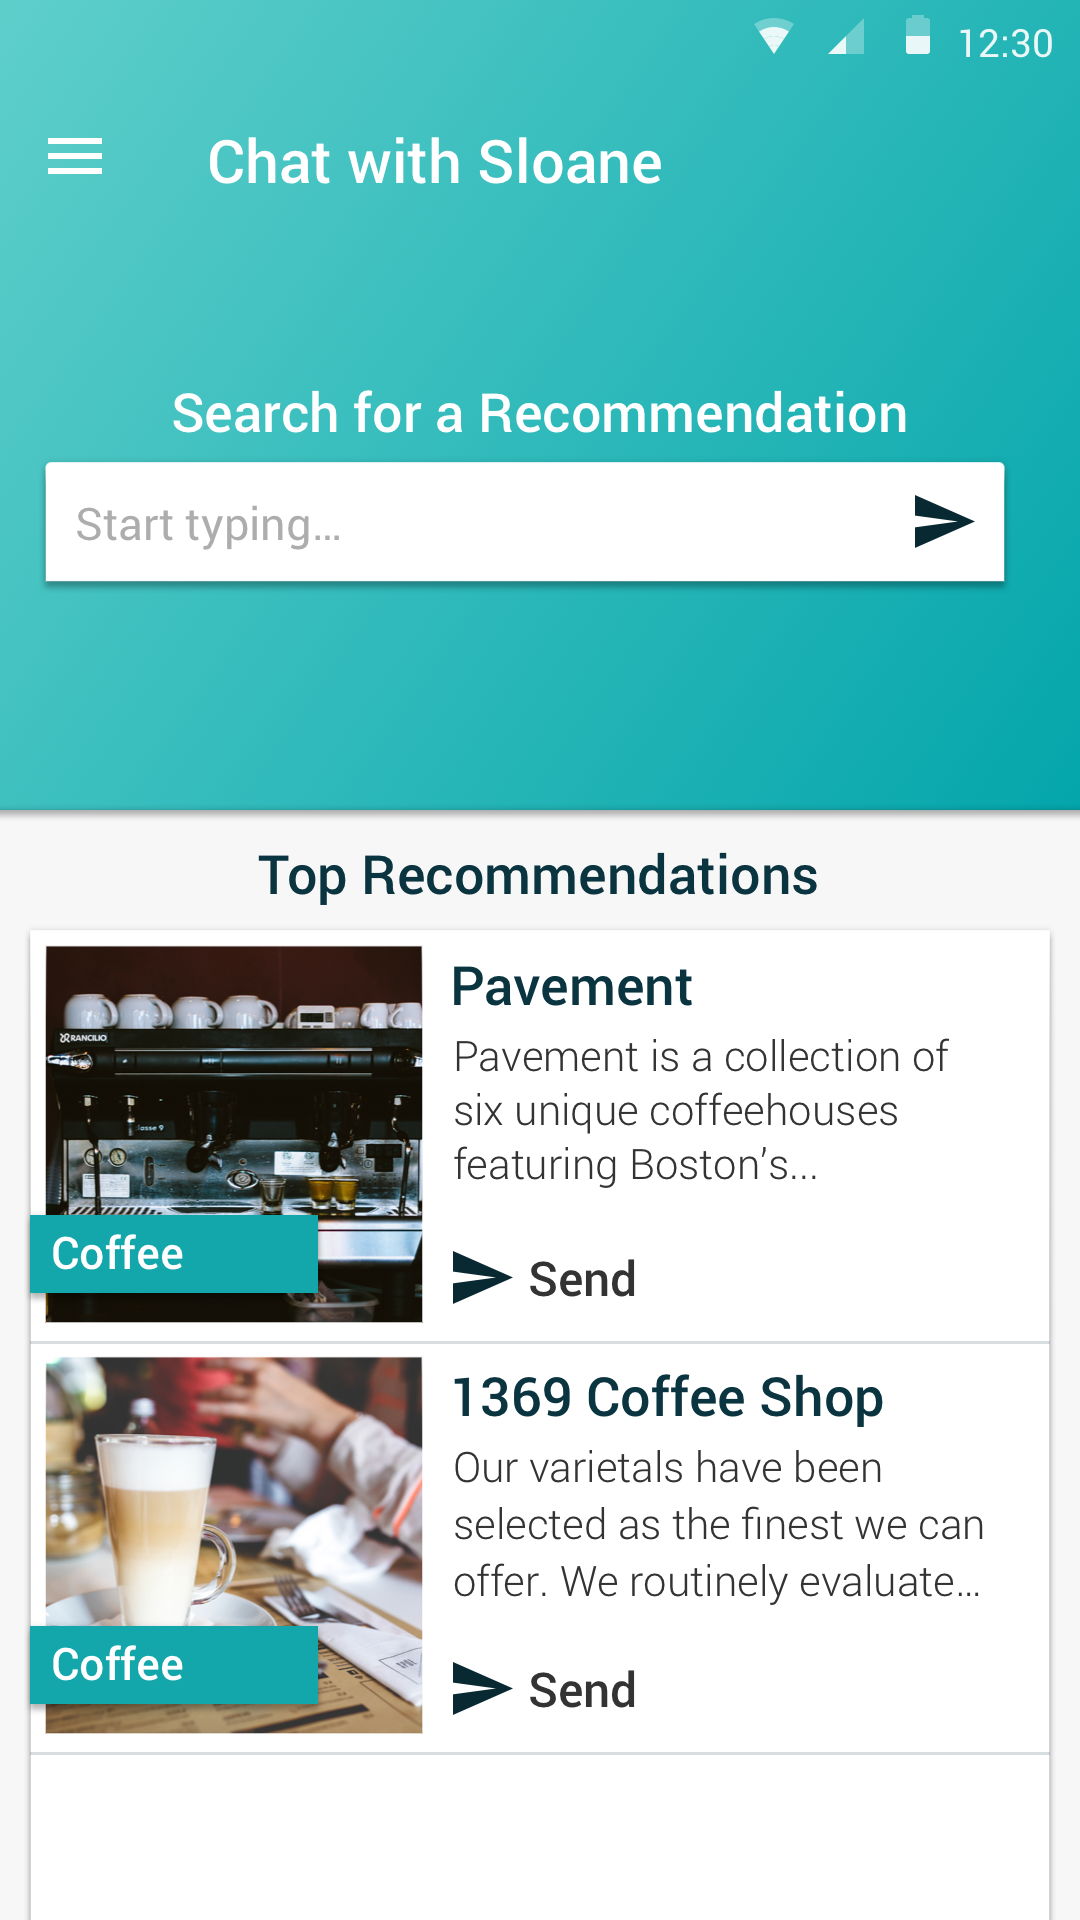 12:30
Chat with Sloane
Search for a Recommendation
Start typing...
Top Recommendations
RANCILIO
Coffee
Pavement
Pavement is a collection of
six unique coffeehouses
featuring Boston’s...
Send
Coffee
1369 Coffee Shop
Our varietals have been
selected as the finest we can
offer. We routinely evaluate...
Send